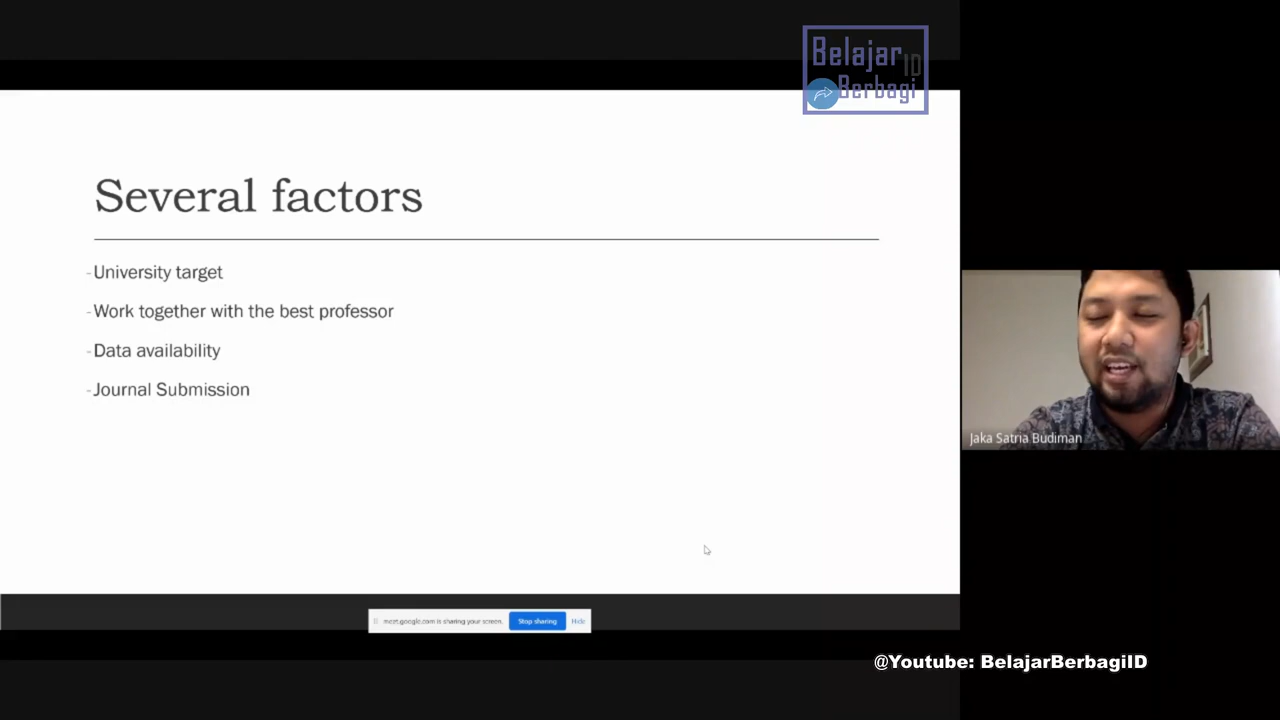 Belajar
ID
Berbagi
Several factors
- University target
- Work together with the best professor
- Data availability
- Journal Submission
Jaka Satria Budiman
meet.google.com is sharing your screen. Stop sharing Hide
@Youtube: BelajarBerbagiID